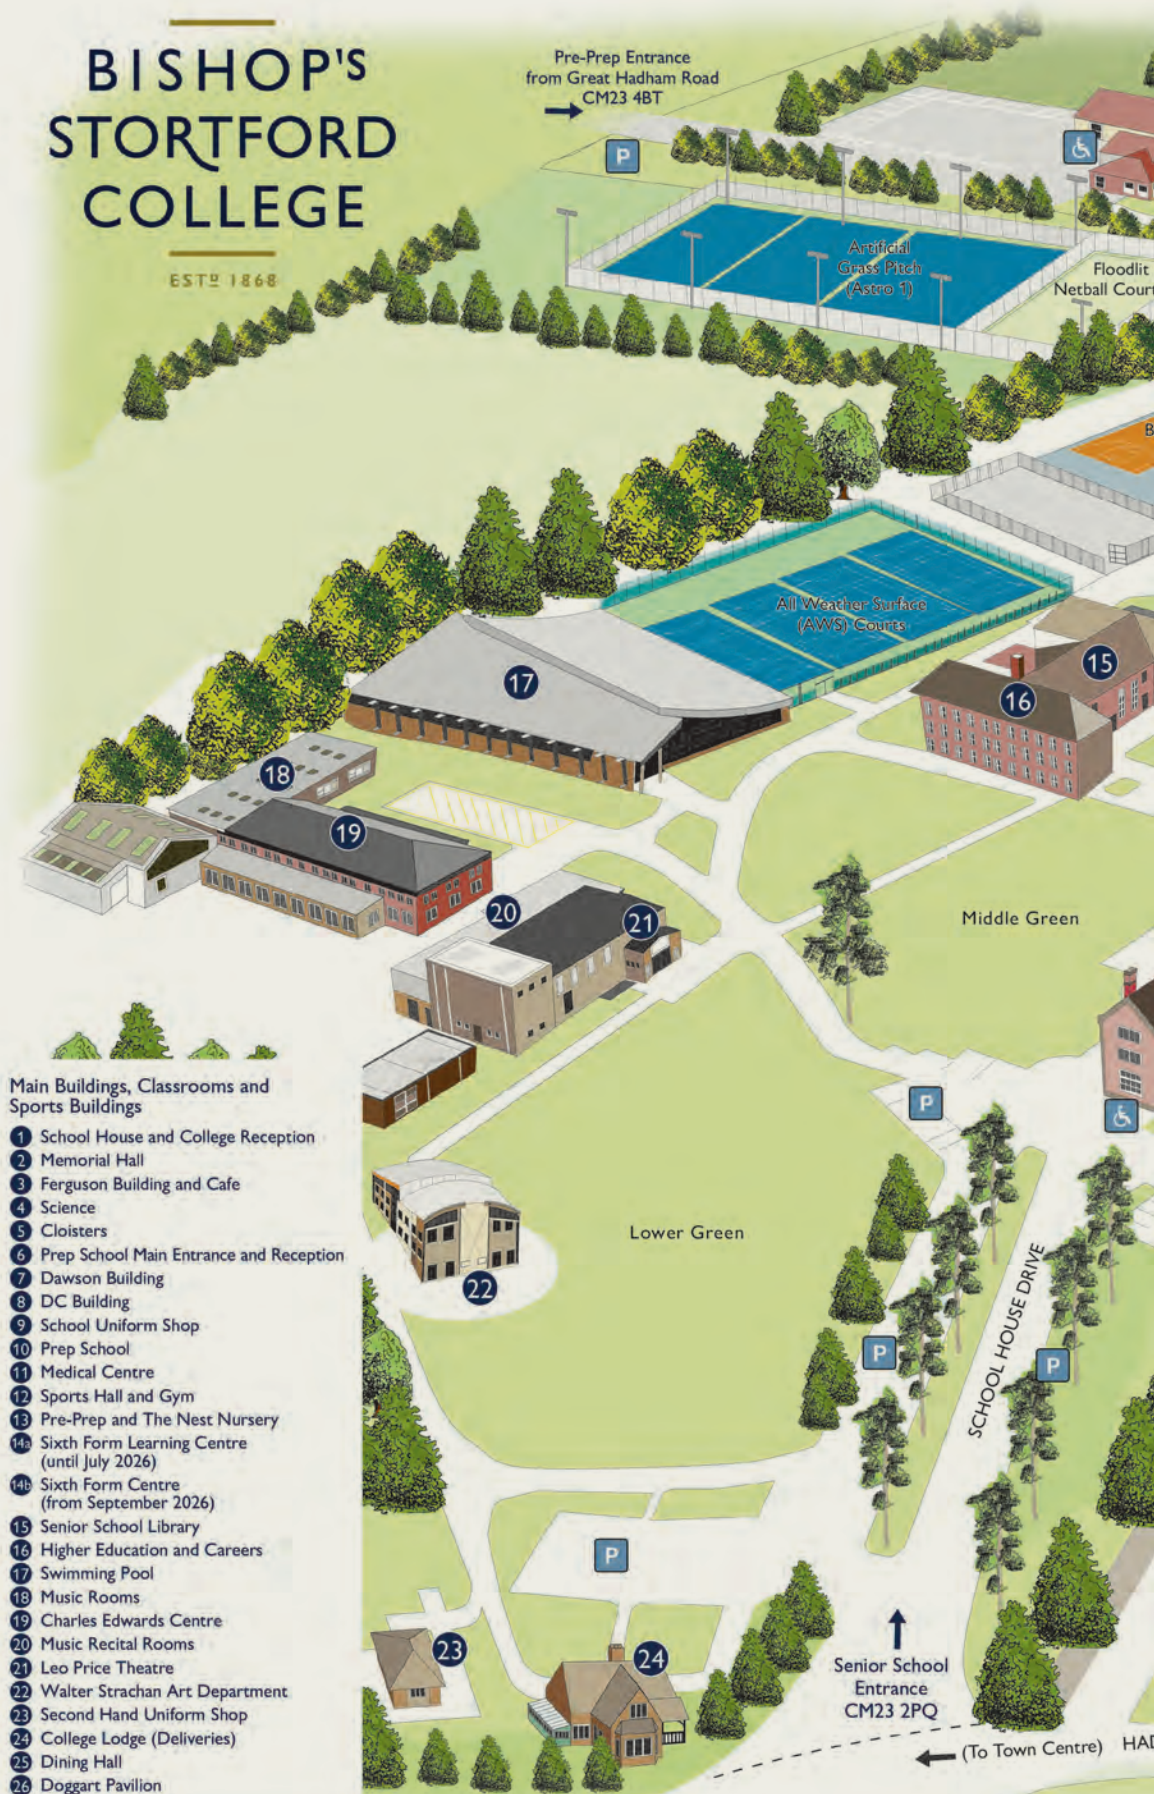 BISHOP'S
STORTFORD
COLLEGE
ESTD 1868
Pre-Prep Entrance
from Great Hadham Road
CM23 4BT
P
Artificial
Grass Pitch
(Astro 1)
Floodlit
Netball Cour
B
All Weather Surface
(AWS) Courts
15
16
17
18
19
20
21
Middle Green
P
Lower Green
22
P
P
SCHOOL HOUSE DRIVE
P
23
24
Senior School
Entrance
CM23 2PQ
(To Town Centre)
HAD
Main Buildings, Classrooms and
Sports Buildings
1 School House and College Reception
2 Memorial Hall
3 Ferguson Building and Cafe
4 Science
5 Cloisters
6 Prep School Main Entrance and Reception
7 Dawson Building
8 DC Building
9 School Uniform Shop
10 Prep School
11 Medical Centre
12 Sports Hall and Gym
13 Pre-Prep and The Nest Nursery
14a Sixth Form Learning Centre
(until July 2026)
14b Sixth Form Centre
(from September 2026)
15 Senior School Library
16 Higher Education and Careers
17 Swimming Pool
18 Music Rooms
19 Charles Edwards Centre
20 Music Recital Rooms
21 Leo Price Theatre
22 Walter Strachan Art Department
23 Second Hand Uniform Shop
24 College Lodge (Deliveries)
25 Dining Hall
26 Doggart Pavilion